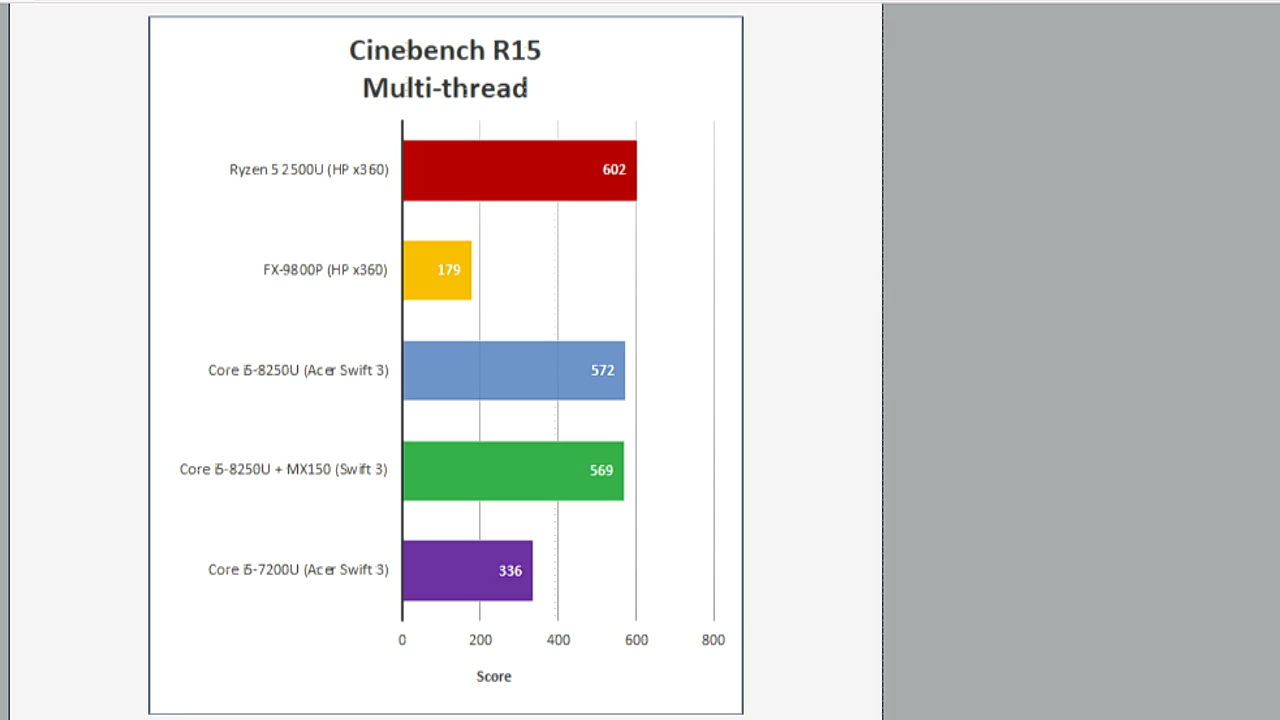 Cinebench R15
Multi-thread
Ryzen 5 2500U (HP x360)
602
FX-9800P (HP x360)
179
Core i5-8250U (Acer Swift 3)
572
Core i5-8250U + MX150 (Swift 3)
569
Core i5-7200U (Acer Swift 3)
336
0 200 400 600 800
Score